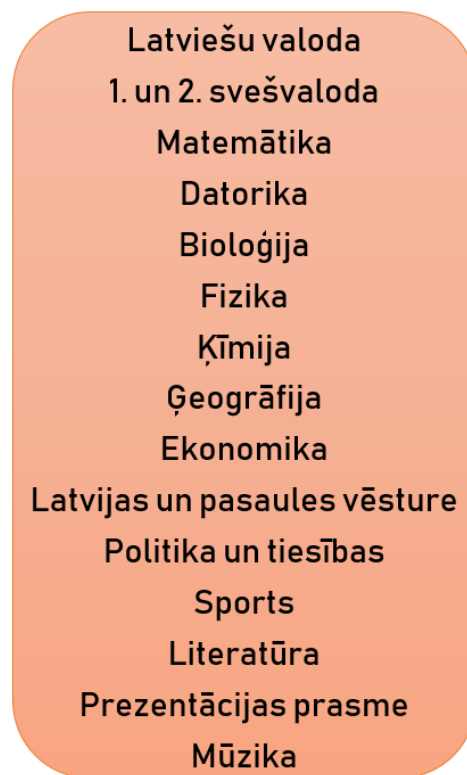 Latviešu valoda
1. un 2. svešvaloda
Matemātika
Datorika
Bioloģija
Fizika
Ķīmija
Ģeogrāfija
Ekonomika
Latvijas un pasaules vēsture
Politika un tiesības
Sports
Literatūra
Prezentācijas prasme
Mūzika